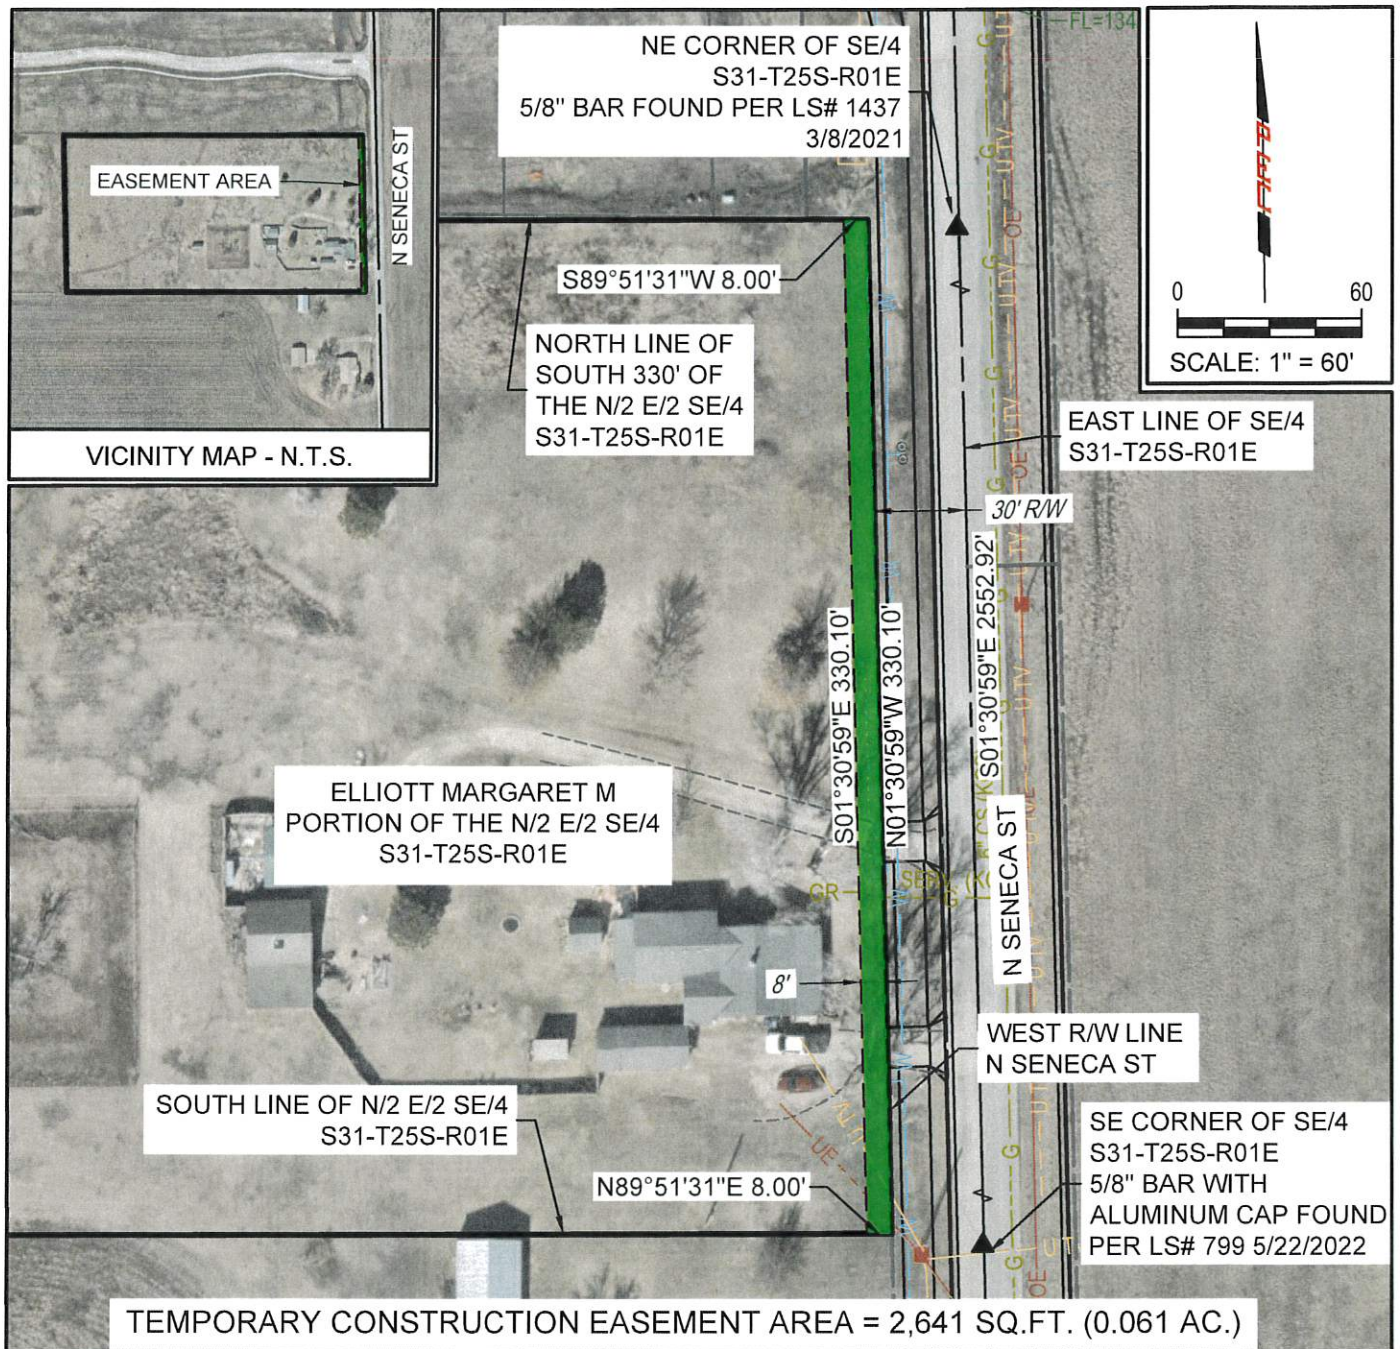 NE CORNER OF SE/4
S31-T25S-R01E
5/8" BAR FOUND PER LS# 1437
3/8/2021
FL=134
EASEMENT AREA
N SENECA ST
VICINITY MAP - N.T.S.
0 60
SCALE: 1" = 60'
S89°51'31"W 8.00'
NORTH LINE OF
SOUTH 330' OF
THE N/2 E/2 SE/4
S31-T25S-R01E
EAST LINE OF SE/4
S31-T25S-R01E
30' R/W
S01°30'59"E 330.10'
N01°30'59"W 330.10'
S01°30'59"E 2552.92'
ELLIOTT MARGARET M
PORTION OF THE N/2 E/2 SE/4
S31-T25S-R01E
GR
N SENECA ST
8'
WEST R/W LINE
N SENECA ST
SOUTH LINE OF N/2 E/2 SE/4
S31-T25S-R01E
UTV
UE
N89°51'31"E 8.00'
SE CORNER OF SE/4
S31-T25S-R01E
5/8" BAR WITH
ALUMINUM CAP FOUND
PER LS# 799 5/22/2022
G
OE
TEMPORARY CONSTRUCTION EASEMENT AREA = 2,641 SQ.FT. (0.061 AC.)